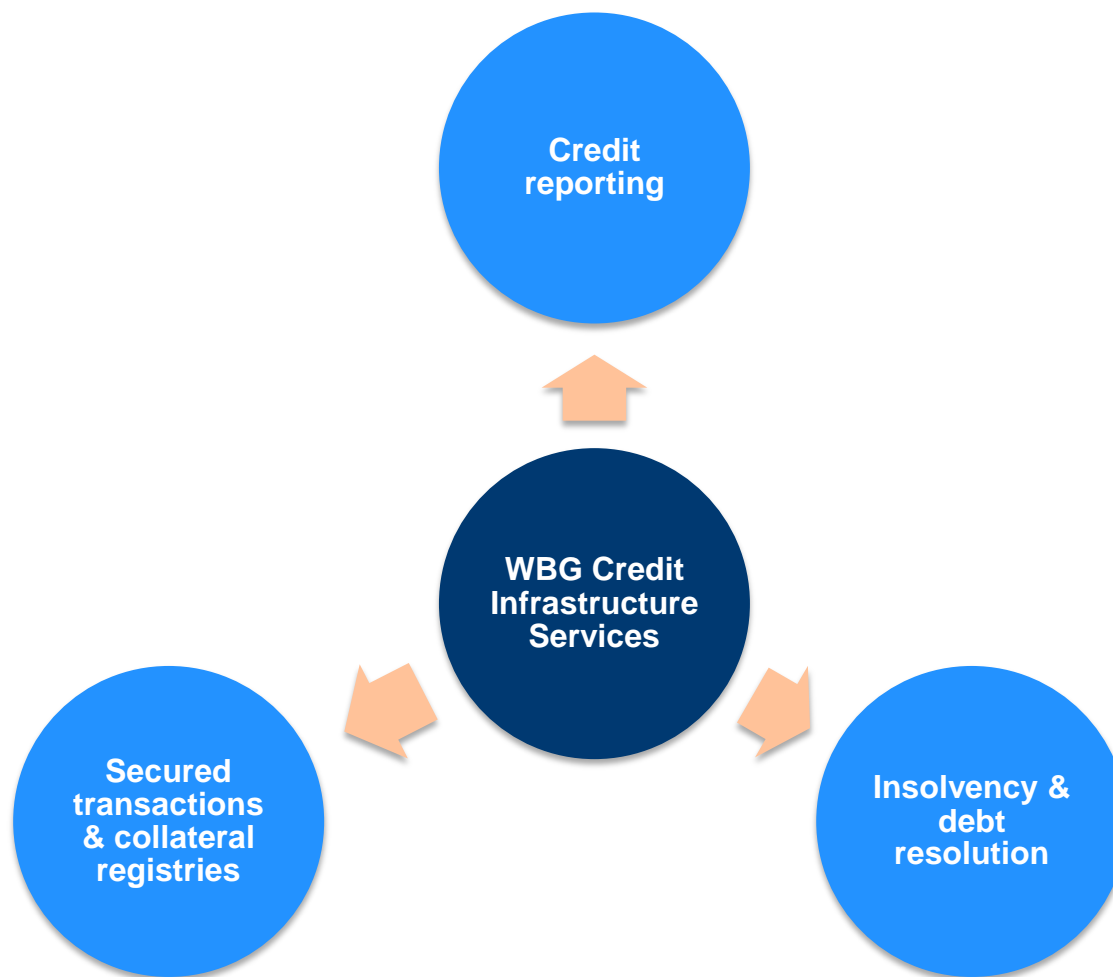 Credit
reporting
WBG Credit
Infrastructure
Services
Secured
transactions
& collateral
registries
Insolvency &
debt
resolution